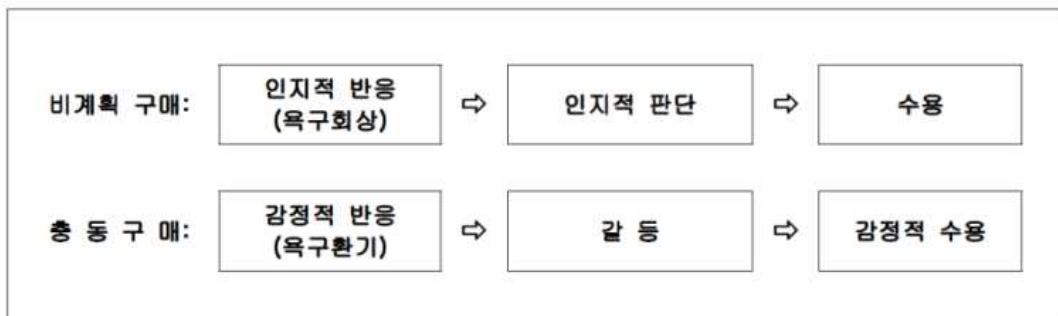 비계획 구매: 인지적 반응 ⇨ 인지적 판단 ⇨ 수용
(욕구회상)
충 동 구 매: 감정적 반응 ⇨ 갈 등 ⇨ 감정적 수용
(욕구환기)